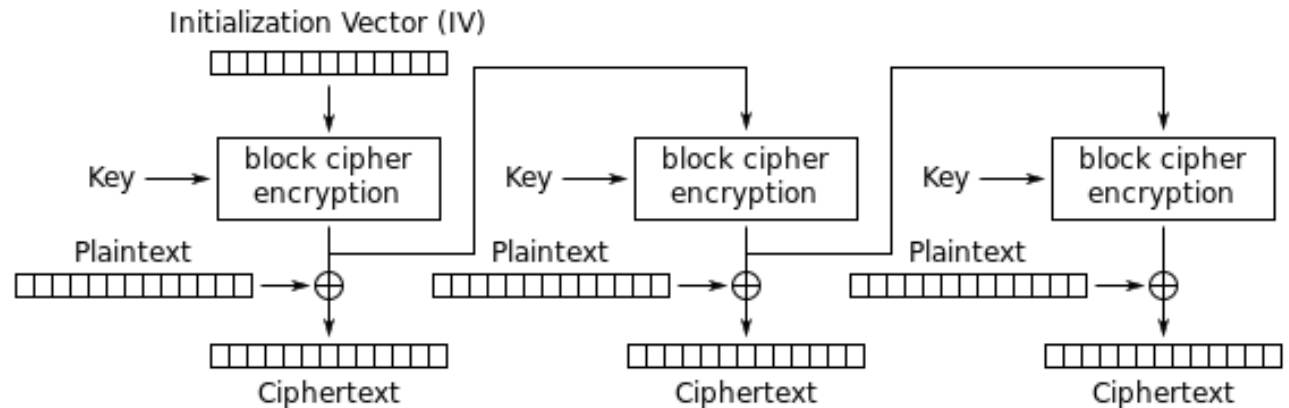 Initialization Vector (IV)
Key
block cipher
encryption
Key
block cipher
encryption
Key
block cipher
encryption
Plaintext
Plaintext
Plaintext
Ciphertext
Ciphertext
Ciphertext